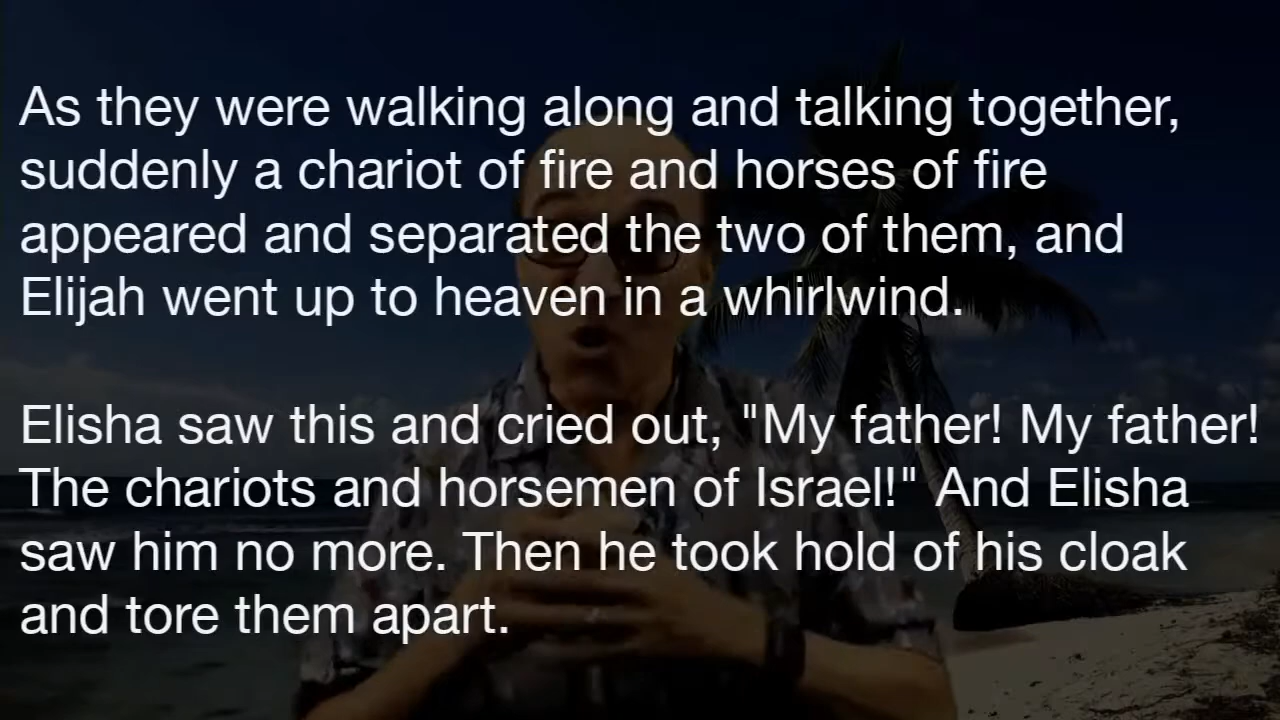 As they were walking along and talking together,
suddenly a chariot of fire and horses of fire
appeared and separated the two of them, and
Elijah went up to heaven in a whirlwind.
Elisha saw this and cried out, "My father! My father!
The chariots and horsemen of Israel!" And Elisha
saw him no more. Then he took hold of his cloak
and tore them apart.